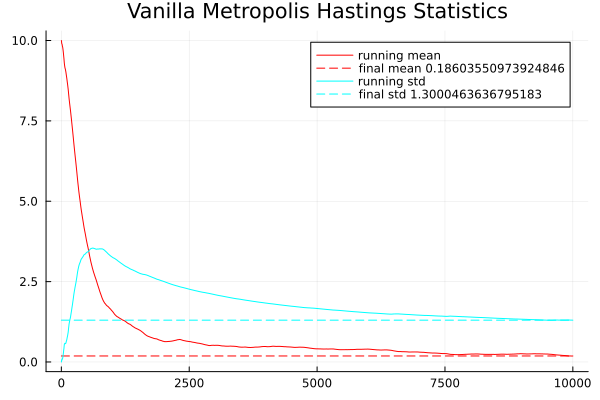 Vanilla Metropolis Hastings Statistics
running mean
final mean 0.18603550973924846
running std
final std 1.3000463636795183
10.0
7.5
5.0
2.5
0.0
0
2500
5000
7500
10000